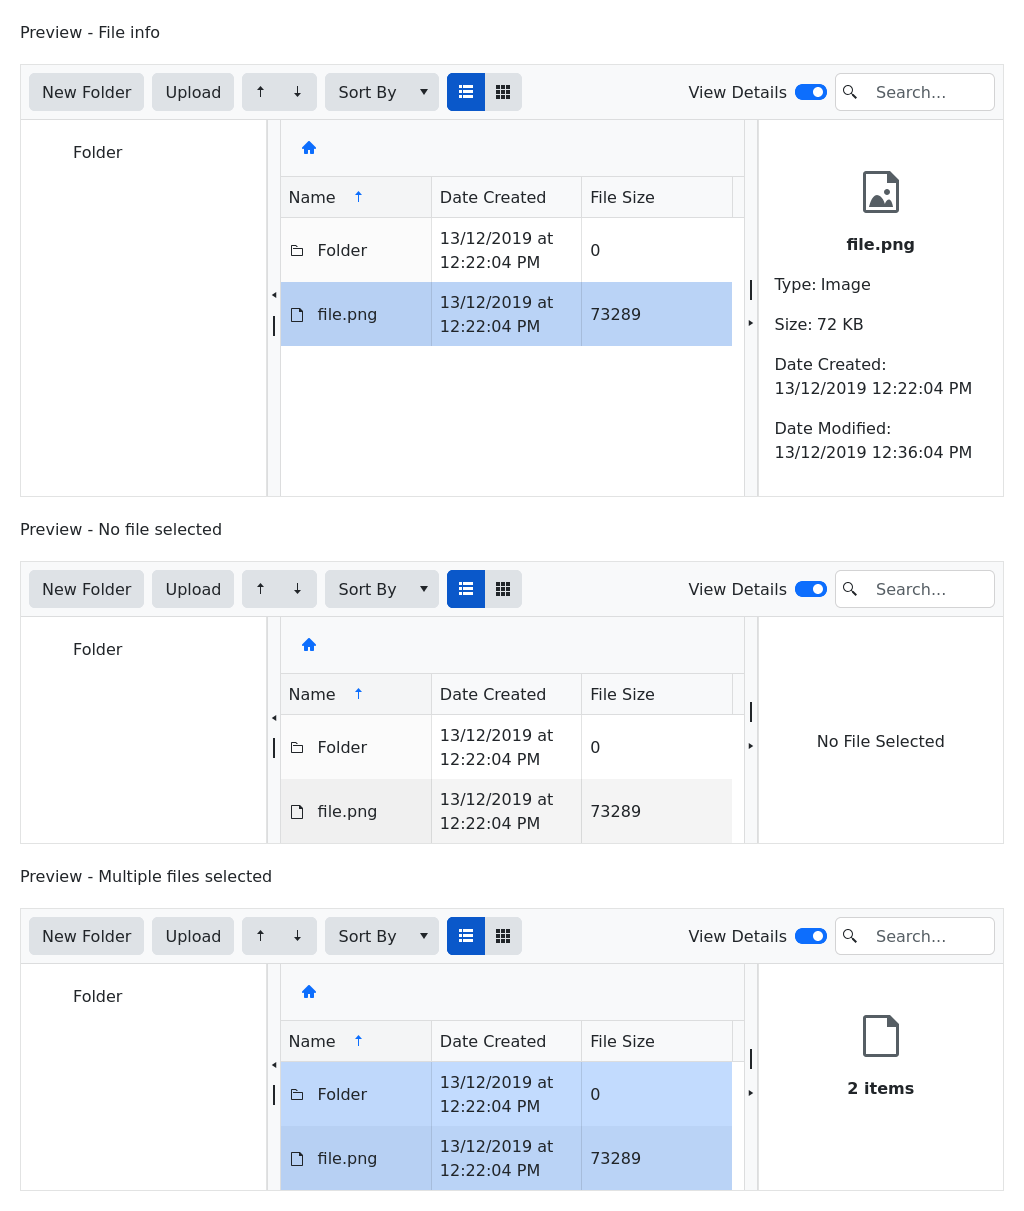 Preview - File info
New Folder Upload Sort By View Details Search...
Folder
Name Date Created File Size
Folder 13/12/2019 at 12:22:04 PM 0
file.png 13/12/2019 at 12:22:04 PM 73289
file.png
Type: Image
Size: 72 KB
Date Created:
13/12/2019 12:22:04 PM
Date Modified:
13/12/2019 12:36:04 PM
Preview - No file selected
New Folder Upload Sort By View Details Search...
Folder
Name Date Created File Size
Folder 13/12/2019 at 12:22:04 PM 0
file.png 13/12/2019 at 12:22:04 PM 73289
No File Selected
Preview - Multiple files selected
New Folder Upload Sort By View Details Search...
Folder
Name Date Created File Size
Folder 13/12/2019 at 12:22:04 PM 0
file.png 13/12/2019 at 12:22:04 PM 73289
2 items